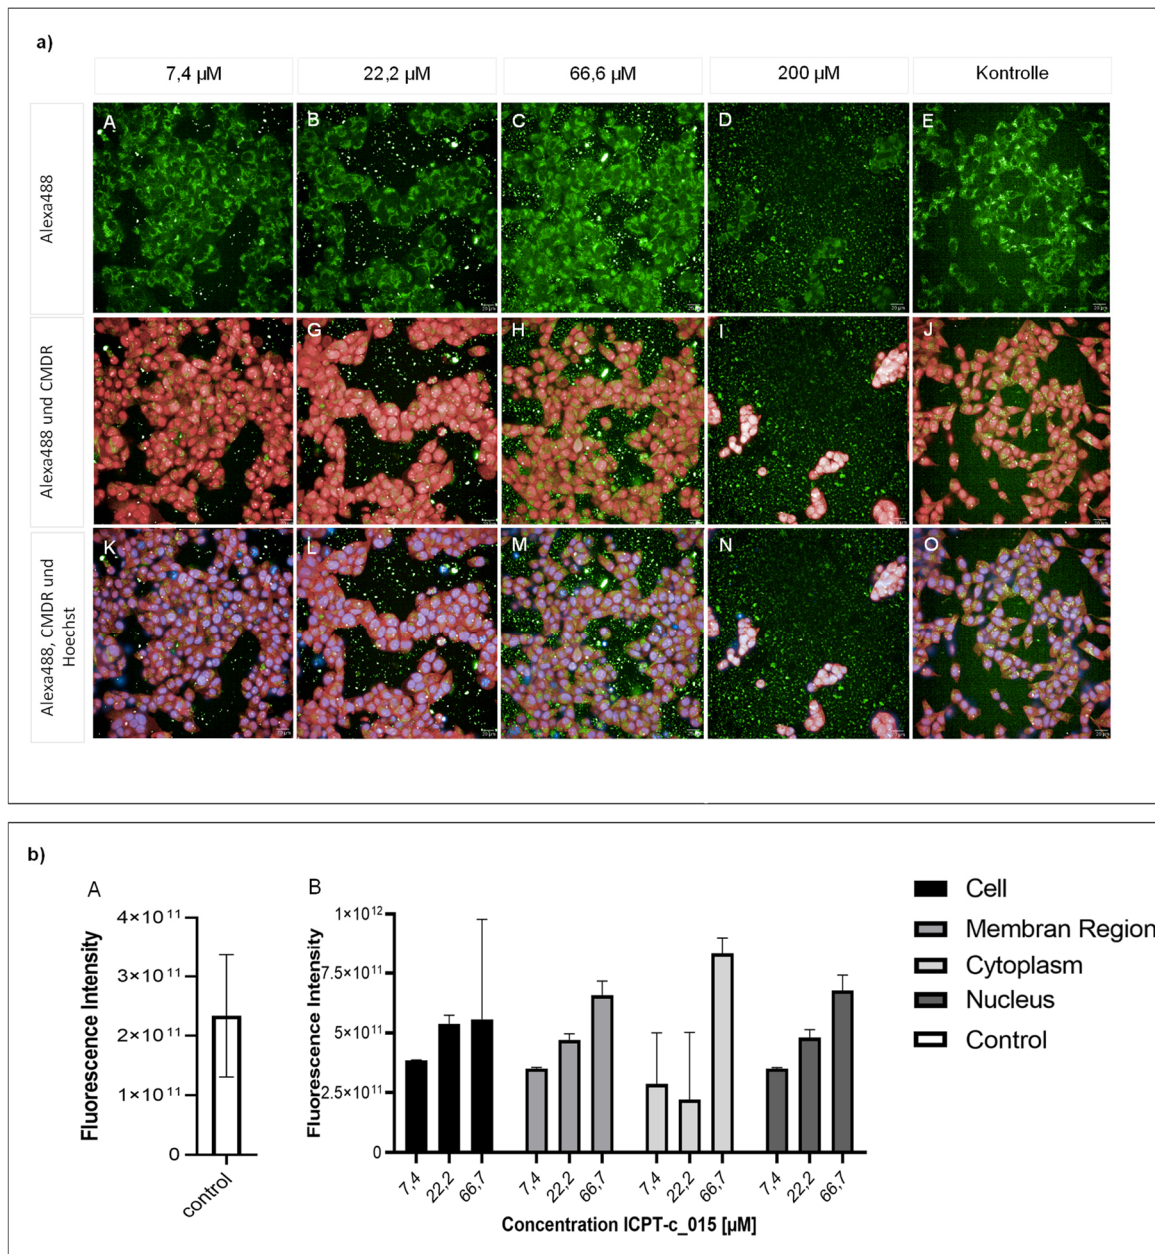 a)
7,4 µM
22,2 µM
66,6 µM
200 µM
Kontrolle
Alexa488
A
B
C
D
E
Alexa488 und CMDR
G
H
I
J
Alexa488, CMDR und
Hoechst
K
L
M
N
O
b)
A
Fluorescence Intensity
4×10¹¹
3×10¹¹
2×10¹¹
1×10¹¹
0
control
B
Fluorescence Intensity
1×10¹²
7.5×10¹¹
5×10¹¹
2.5×10¹¹
0
7,4
22,2
66,7
7,4
22,2
66,7
7,4
22,2
66,7
7,4
22,2
66,7
Concentration ICPT-c_015 [µM]
Cell
Membran Region
Cytoplasm
Nucleus
Control